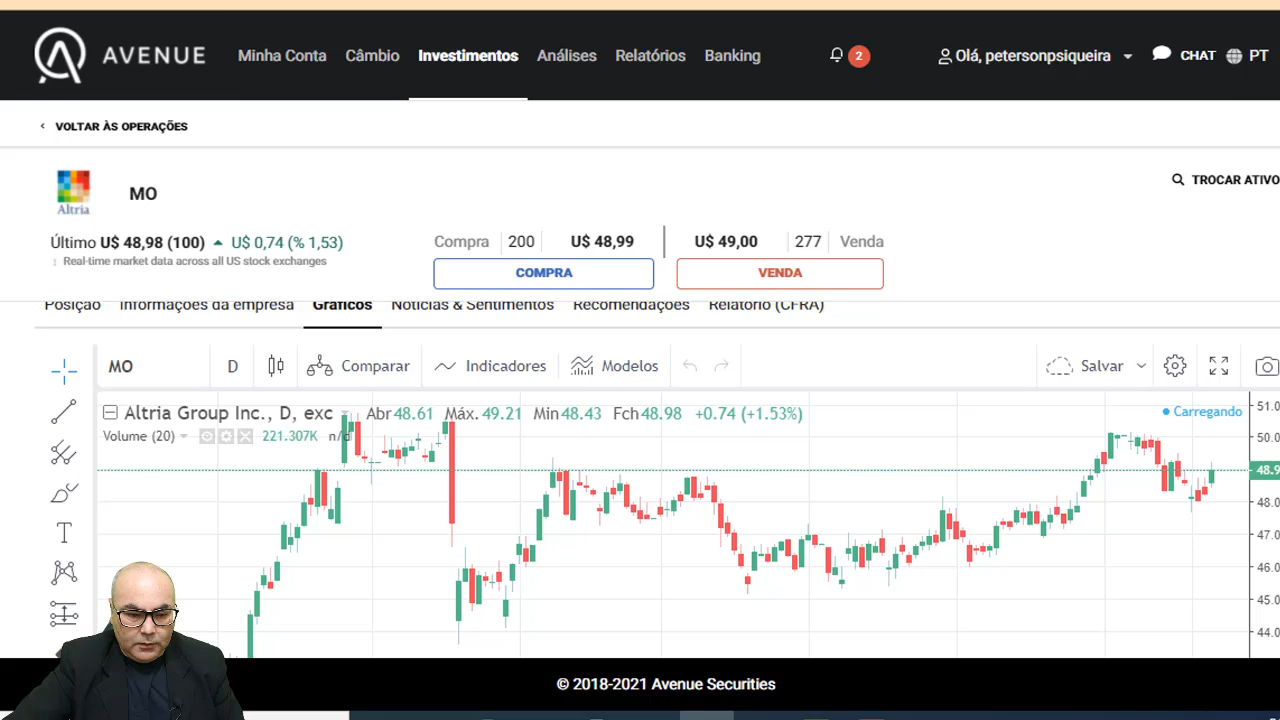 AVENUE Minha Conta Câmbio Investimentos Análises Relatórios Banking 2 Olá, petersonpsiqueira CHAT PT
VOLTAR ÀS OPERAÇÕES
Altria MO TROCAR ATIVO
Último U$ 48,98 (100) U$ 0,74 (% 1,53) Compra 200 U$ 48,99 U$ 49,00 277 Venda
Real-time market data across all US stock exchanges COMPRA VENDA
Posição Informações da empresa Gráficos Notícias & Sentimentos Recomendações Relatório (CFRA)
MO D Comparar Indicadores Modelos Salvar
Altria Group Inc., D, exc Abr 48.61 Máx. 49.21 Min 48.43 Fch 48.98 +0.74 (+1.53%) Carregando
Volume (20) 221.307K n/d
51.0
50.0
48.9
48.0
47.0
46.0
45.0
44.0
© 2018-2021 Avenue Securities